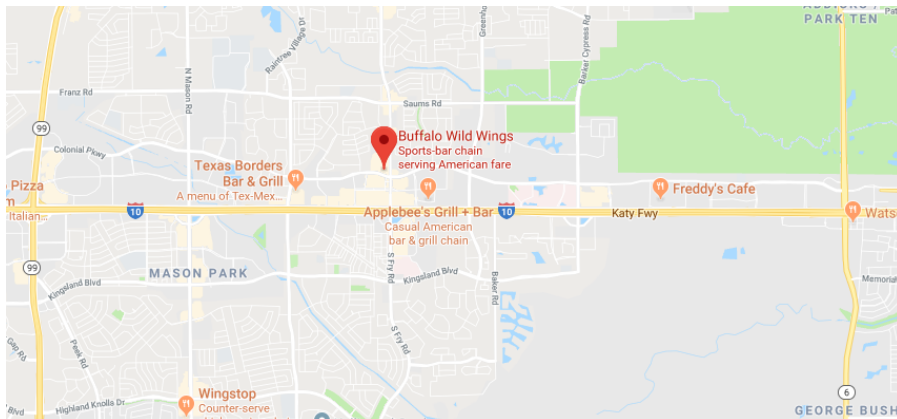 ADDICKS /
PARK TEN
Raintree Village
N Mason Rd
Greenho
Barker Cypress Rd
Franz Rd
Saums Rd
99
Colonial Pkwy
Buffalo Wild Wings
Sports-bar chain
serving American fare
Texas Borders
Bar & Grill
A menu of Tex-Mex...
Pizza
Italian...
Freddy's Cafe
10
Applebee's Grill + Bar
Casual American
bar & grill chain
10
Katy Fwy
Wats
99
MASON PARK
Kingsland Blvd
S Fry Rd
Kingsland Blvd
Baker Rd
Memorial
Peek Rd
S Fry Rd
Wingstop
Counter-serve
Highland Knolls Dr
6
GEORGE BUSH